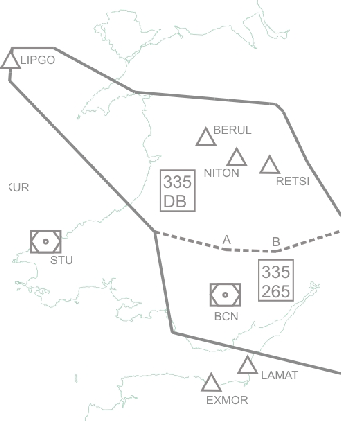 LIPGO
BERUL
NITON
RETSI
335
DB
KUR
A
B
STU
335
265
BCN
LAMAT
EXMOR